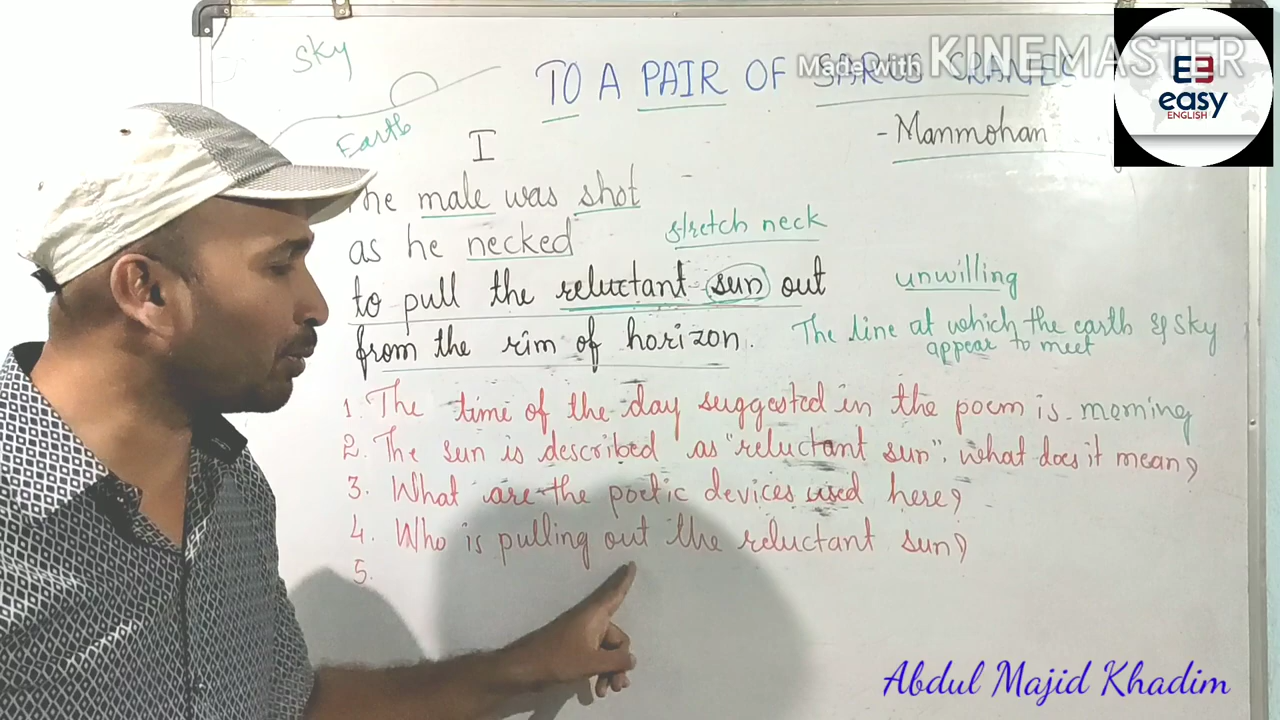 Sky
Earth
TO A PAIR OF SARUS CRANES
Made with KINEMASTER
easy
ENGLISH
- Manmohan
I
he male was shot
as he necked
stretch neck
to pull the reluctant sun out
unwilling
from the rim of horizon.
The line at which the earth & sky
appear to meet
1. The time of the day suggested in the poem is - morning
2. The sun is described as "reluctant sun". what does it mean?
3. What are the poetic devices used here?
4. Who is pulling out the reluctant sun?
5.
Abdul Majid Khadim